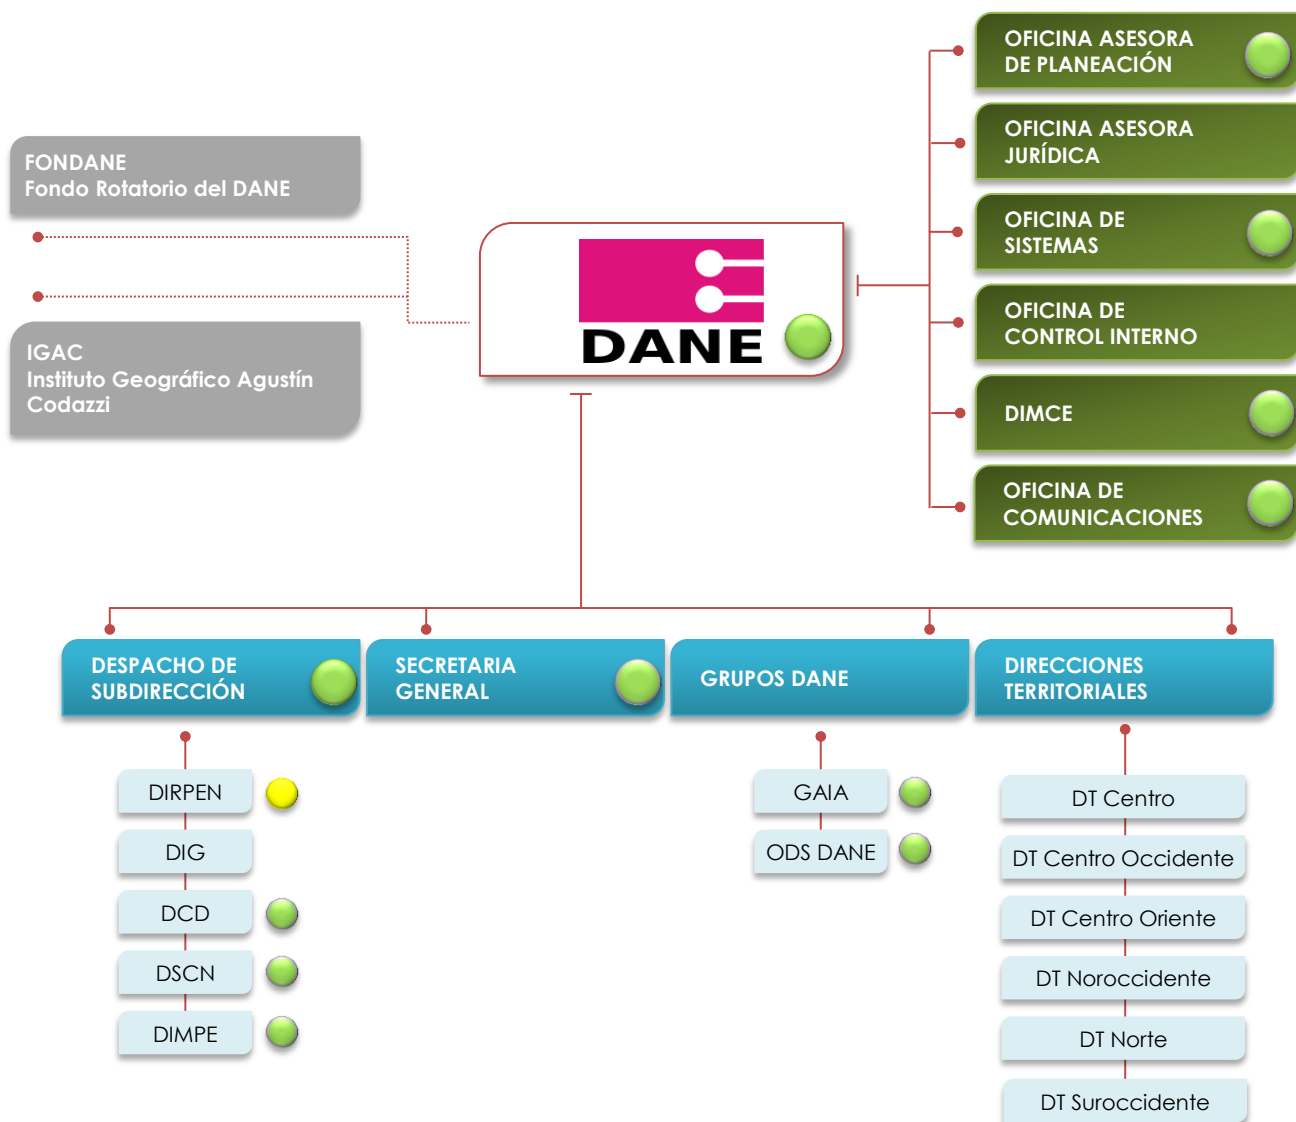 OFICINA ASESORA
DE PLANEACIÓN
OFICINA ASESORA
JURÍDICA
OFICINA DE
SISTEMAS
OFICINA DE
CONTROL INTERNO
DIMCE
OFICINA DE
COMUNICACIONES
FONDANE
Fondo Rotatorio del DANE
IGAC
Instituto Geográfico Agustín
Codazzi
DANE
DESPACHO DE
SUBDIRECCIÓN
DIRPEN
DIG
DCD
DSCN
DIMPE
SECRETARIA
GENERAL
GRUPOS DANE
GAIA
ODS DANE
DIRECCIONES
TERRITORIALES
DT Centro
DT Centro Occidente
DT Centro Oriente
DT Noroccidente
DT Norte
DT Suroccidente